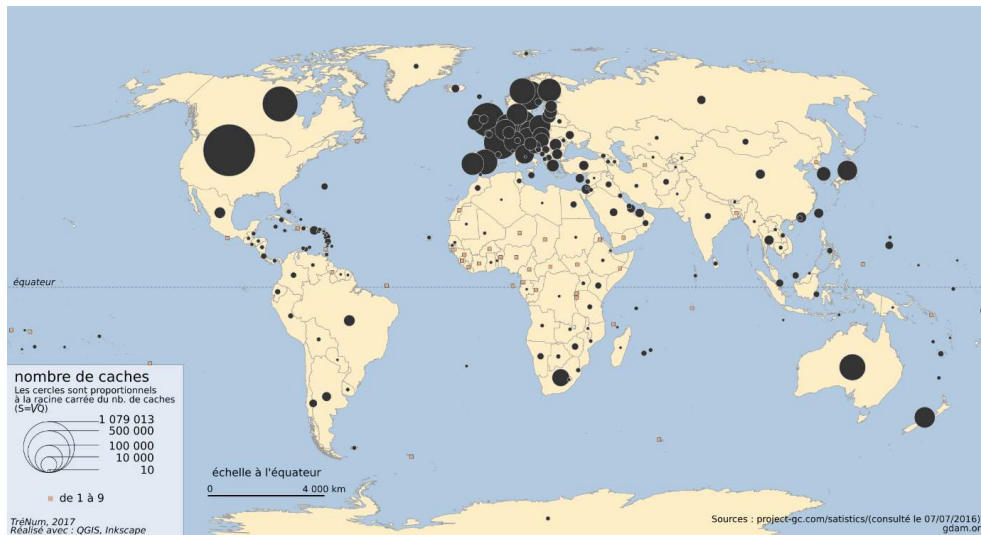 équateur
nombre de caches
Les cercles sont proportionnels
à la racine carrée du nb. de caches
(S=√Q)
1 079 013
500 000
100 000
10 000
10
de 1 à 9
échelle à l'équateur
0
4 000 km
TréNum, 2017
Réalisé avec : QGIS, Inkscape
Sources : project-gc.com/satistics/(consulté le 07/07/2016)
gdam.or